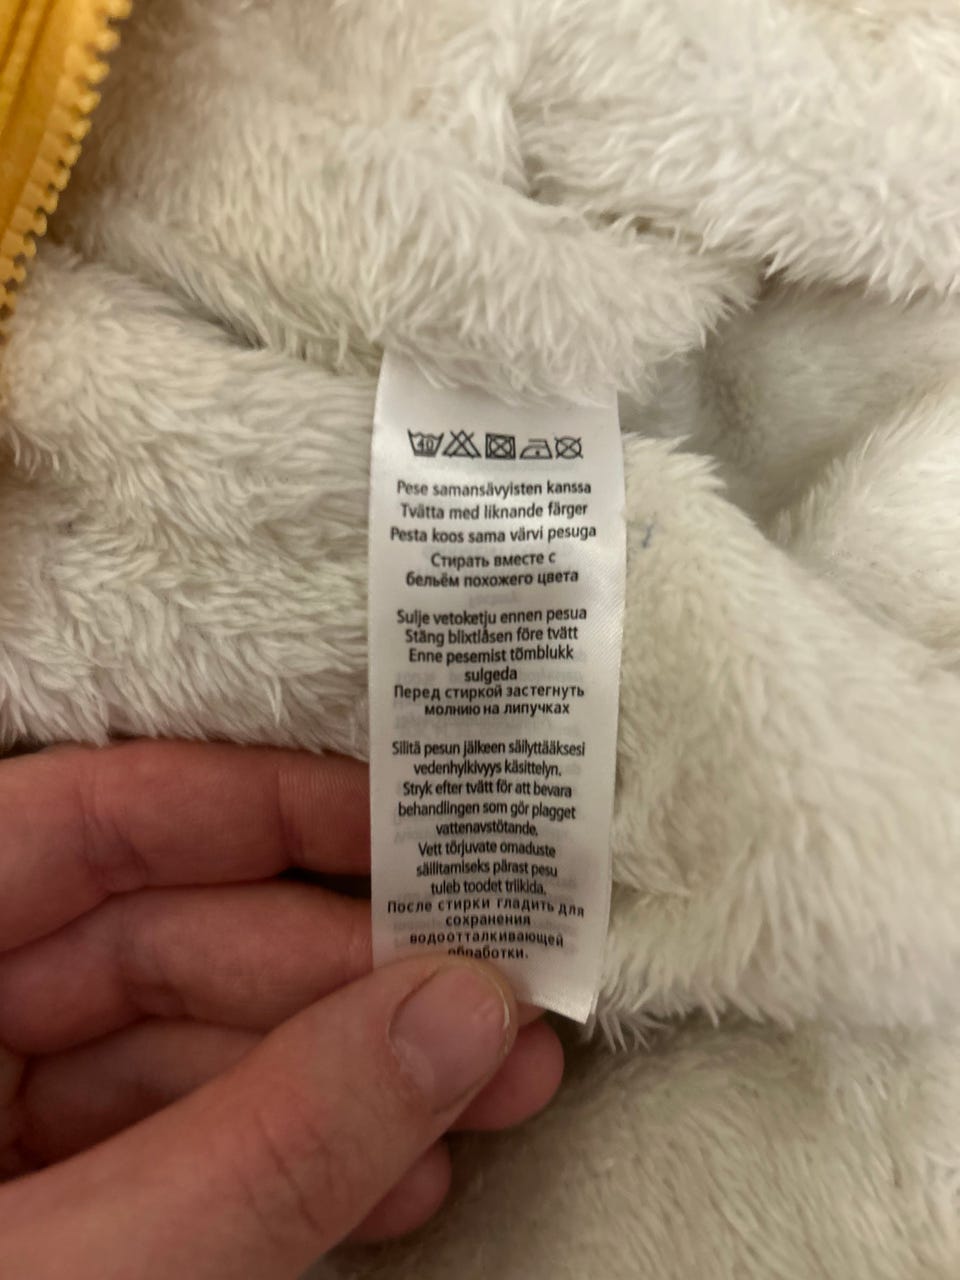 40
Pese samansävyisten kanssa
Tvätta med liknande färger
Pesta koos sama värvi pesuga
Стирать вместе с
бельём похожего цвета
Sulje vetoketju ennen pesua
Stäng blixtlåsen före tvätt
Enne pesemist tõmblukk
sulgeda
Перед стиркой застегнуть
молнию на липучках
Silitä pesun jälkeen säilyttääksesi
vedenhylkivyys käsittelyn.
Stryk efter tvätt för att bevara
behandlingen som gör plagget
vattenavstötande.
Vett tõrjuvate omaduste
säilitamiseks pärast pesu
tuleb toodet triikida.
После стирки гладить для
сохранения
водоотталкивающей
обработки.